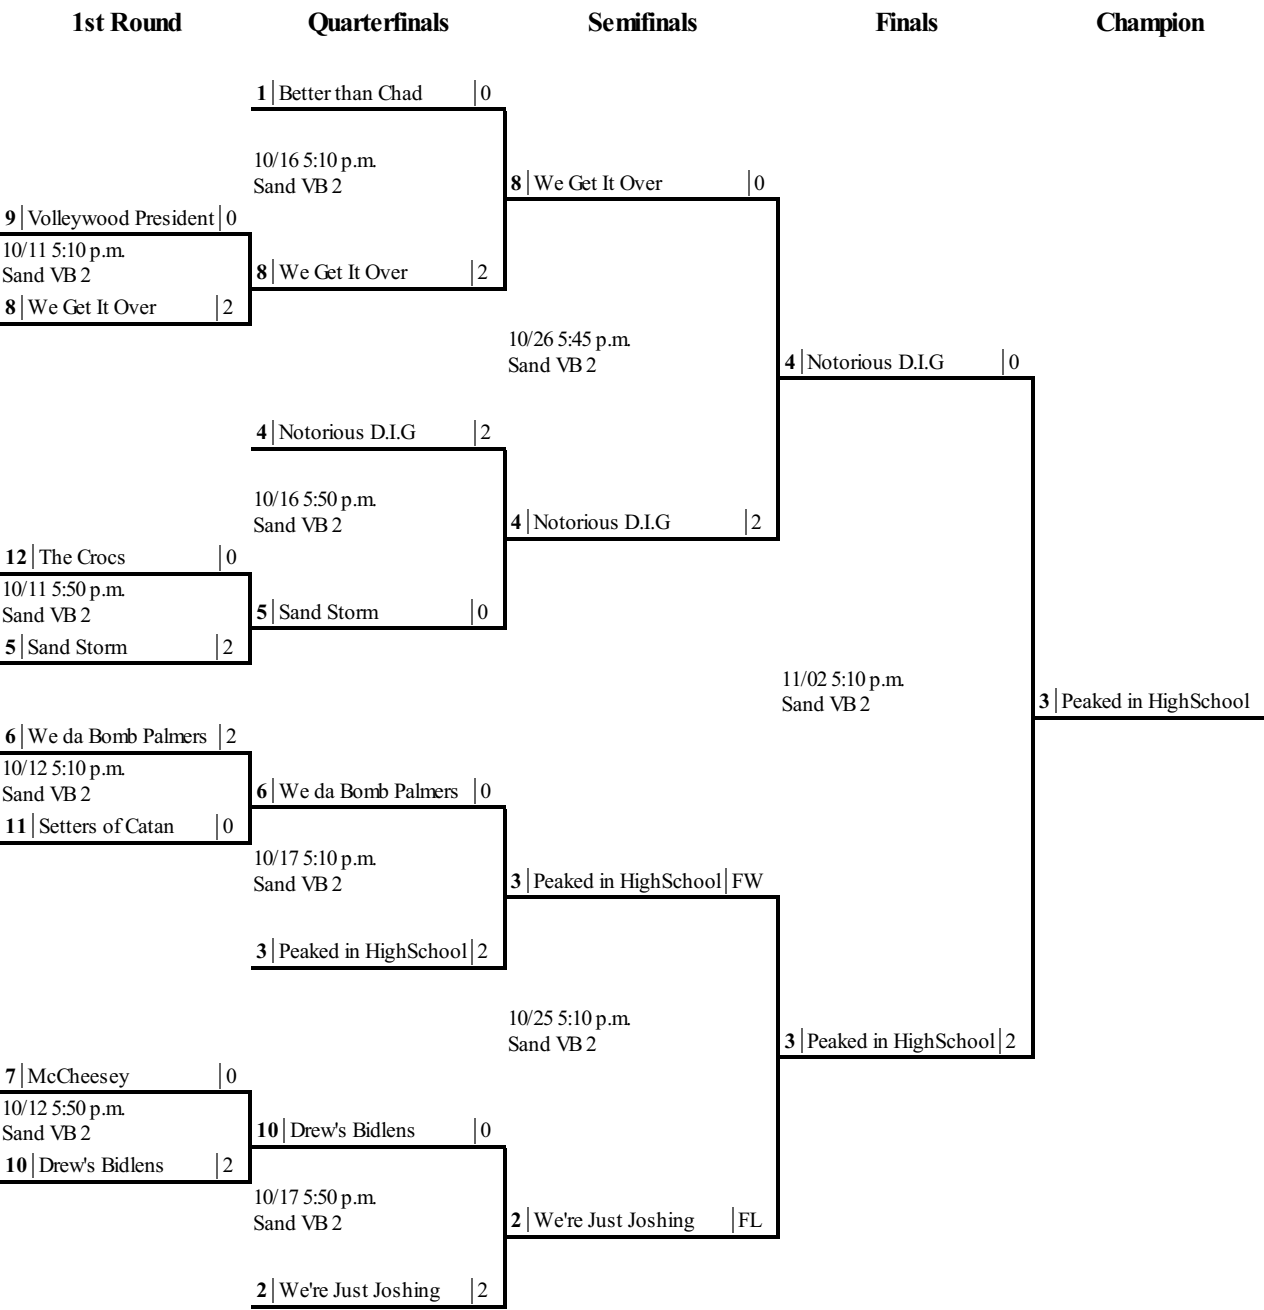 1st Round Quarterfinals Semifinals Finals Champion
1 Better than Chad 0
10/16 5:10 p.m.
Sand VB 2
8 We Get It Over 0
9 Volleywood President 0
10/11 5:10 p.m.
Sand VB 2
8 We Get It Over 2
8 We Get It Over 2
10/26 5:45 p.m.
Sand VB 2
4 Notorious D.I.G 0
4 Notorious D.I.G 2
10/16 5:50 p.m.
Sand VB 2
4 Notorious D.I.G 2
12 The Crocs 0
10/11 5:50 p.m.
Sand VB 2
5 Sand Storm 0
5 Sand Storm 2
11/02 5:10 p.m.
Sand VB 2
3 Peaked in HighSchool
6 We da Bomb Palmers 2
10/12 5:10 p.m.
Sand VB 2
6 We da Bomb Palmers 0
11 Setters of Catan 0
10/17 5:10 p.m.
Sand VB 2
3 Peaked in HighSchool FW
3 Peaked in HighSchool 2
10/25 5:10 p.m.
Sand VB 2
3 Peaked in HighSchool 2
7 McCheesey 0
10/12 5:50 p.m.
Sand VB 2
10 Drew's Bidlens 0
10 Drew's Bidlens 2
10/17 5:50 p.m.
Sand VB 2
2 We're Just Joshing FL
2 We're Just Joshing 2